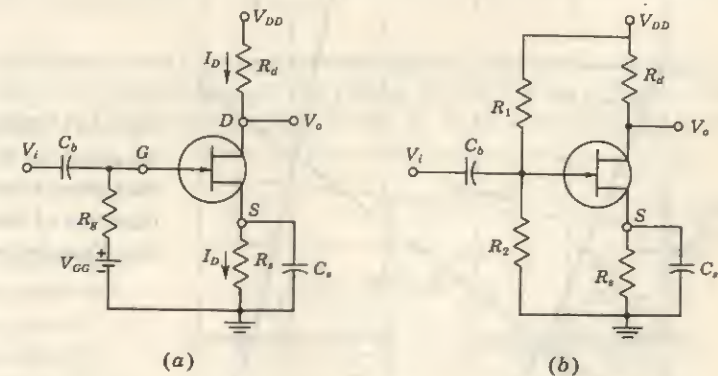 V_DD
I_D R_d
D V_o
V_i C_b G
R_g
S
V_GG + -
I_D R_s C_s
(a)
V_DD
R_1 R_d
V_o
V_i C_b
S
R_2
R_s C_s
(b)